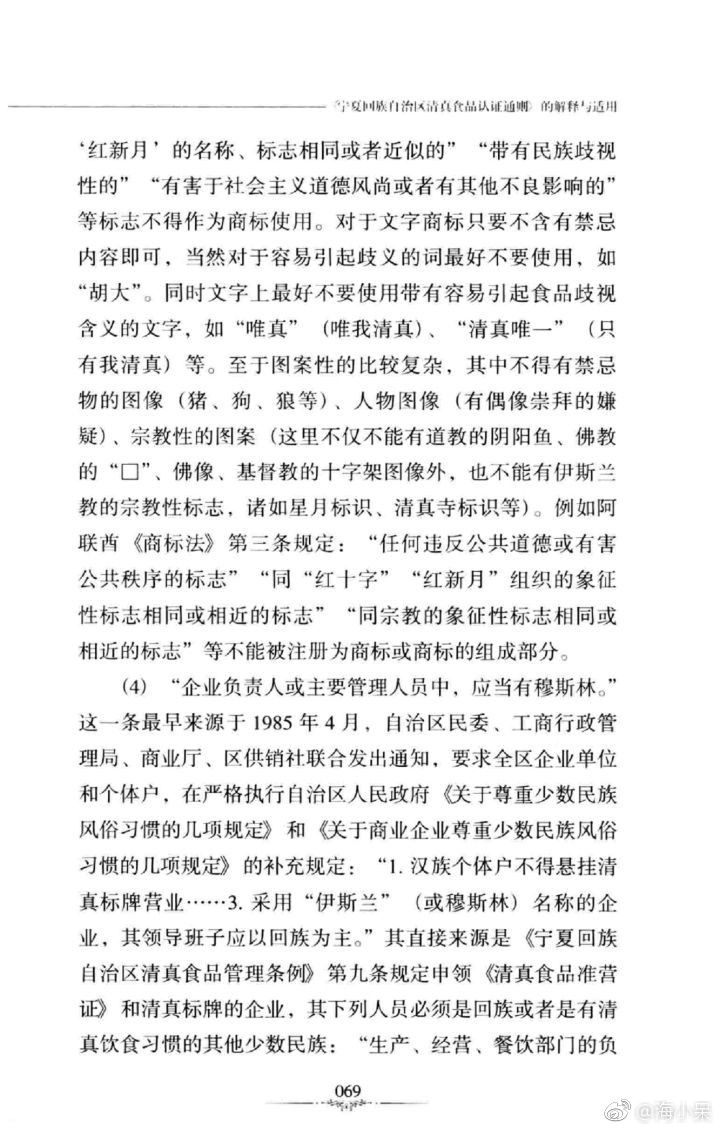 《宁夏回族自治区清真食品认证通则》的解释与适用
‘红新月’的名称、标志相同或者近似的”“带有民族歧视
性的”“有害于社会主义道德风尚或者有其他不良影响的”
等标志不得作为商标使用。对于文字商标只要不含有禁忌
内容即可，当然对于容易引起歧义的词最好不要使用，如
“胡大”。同时文字上最好不要使用带有容易引起食品歧视
含义的文字，如“唯真”（唯我清真）、“清真唯一”（只
有我清真）等。至于图案性的比较复杂，其中不得有禁忌
物的图像（猪、狗、狼等）、人物图像（有偶像崇拜的嫌
疑）、宗教性的图案（这里不仅不能有道教的阴阳鱼、佛教
的“□”、佛像、基督教的十字架图像外，也不能有伊斯兰
教的宗教性标志，诸如星月标识、清真寺标识等）。例如阿
联酋《商标法》第三条规定：“任何违反公共道德或有害
公共秩序的标志”“同“红十字”“红新月”组织的象征
性标志相同或相近的标志”“同宗教的象征性标志相同或
相近的标志”等不能被注册为商标或商标的组成部分。
（4）“企业负责人或主要管理人员中，应当有穆斯林。”
这一条最早来源于1985年4月，自治区民委、工商行政管
理局、商业厅、区供销社联合发出通知，要求全区企业单位
和个体户，在严格执行自治区人民政府《关于尊重少数民族
风俗习惯的几项规定》和《关于商业企业尊重少数民族风俗
习惯的几项规定》的补充规定：“1. 汉族个体户不得悬挂清
真标牌营业……3. 采用“伊斯兰”（或穆斯林）名称的企
业，其领导班子应以回族为主。”其直接来源是《宁夏回族
自治区清真食品管理条例》第九条规定申领《清真食品准营
证》和清真标牌的企业，其下列人员必须是回族或者是有清
真饮食习惯的其他少数民族：“生产、经营、餐饮部门的负
069
@海小呆